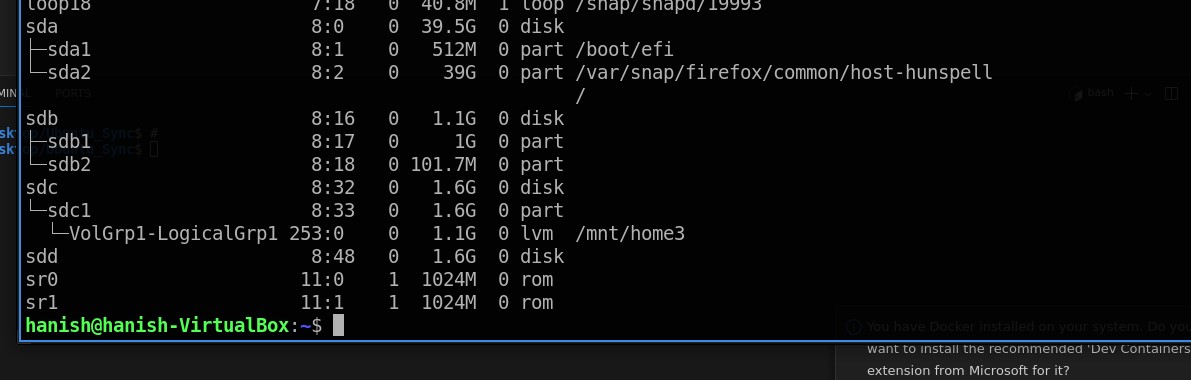 loop18 7:18 0 40.8M 1 loop /snap/snapd/19993
sda 8:0 0 39.5G 0 disk
├─sda1 8:1 0 512M 0 part /boot/efi
└─sda2 8:2 0 39G 0 part /var/snap/firefox/common/host-hunspell
MINAL PORTS bash
/
sdb 8:16 0 1.1G 0 disk
├─sdb1 8:17 0 1G 0 part
└─sdb2 8:18 0 101.7M 0 part
sdc 8:32 0 1.6G 0 disk
└─sdc1 8:33 0 1.6G 0 part
└─VolGrp1-LogicalGrp1 253:0 0 1.1G 0 lvm /mnt/home3
sdd 8:48 0 1.6G 0 disk
sr0 11:0 1 1024M 0 rom
sr1 11:1 1 1024M 0 rom
hanish@hanish-VirtualBox:~$
You have Docker installed on your system. Do you
want to install the recommended 'Dev Containers
extension from Microsoft for it?